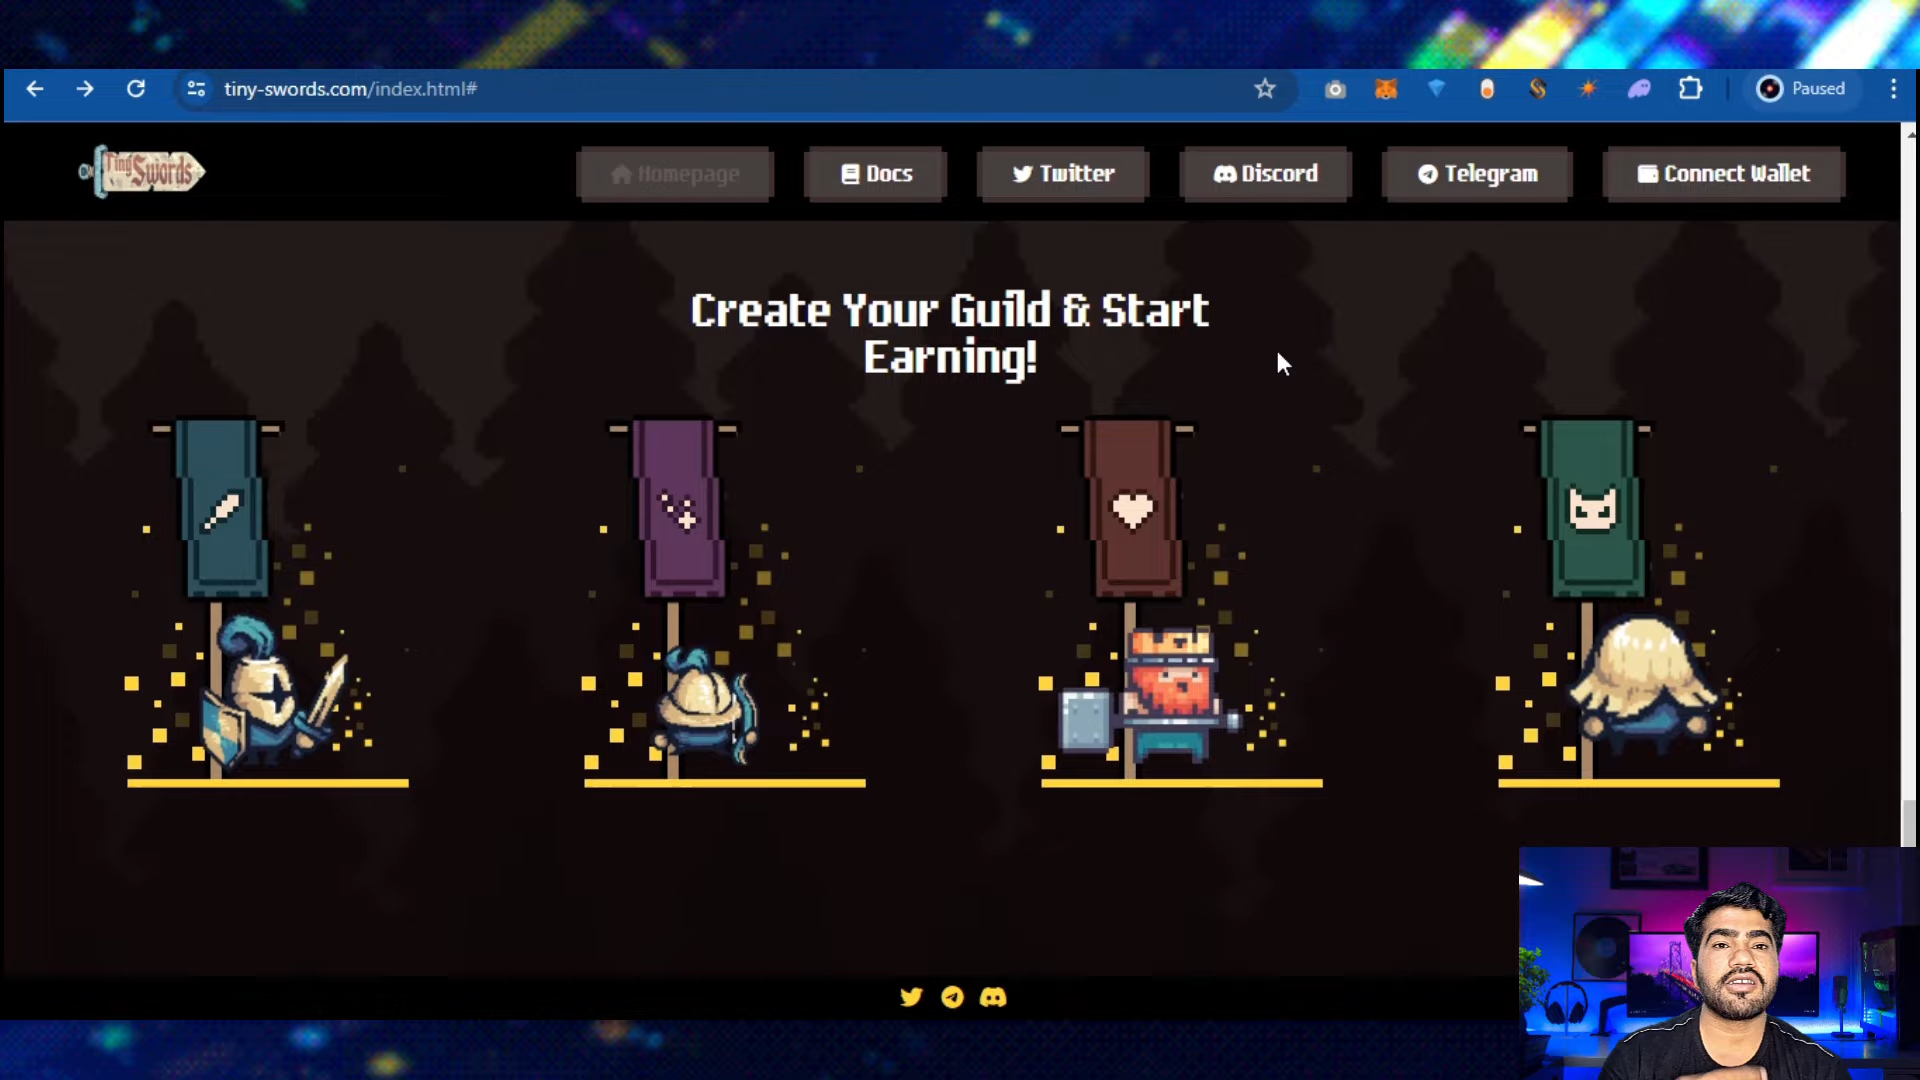 tiny-swords.com/index.html#
Paused
Tiny Swords
Homepage
Docs
Twitter
Discord
Telegram
Connect Wallet
Create Your Guild & Start
Earning!